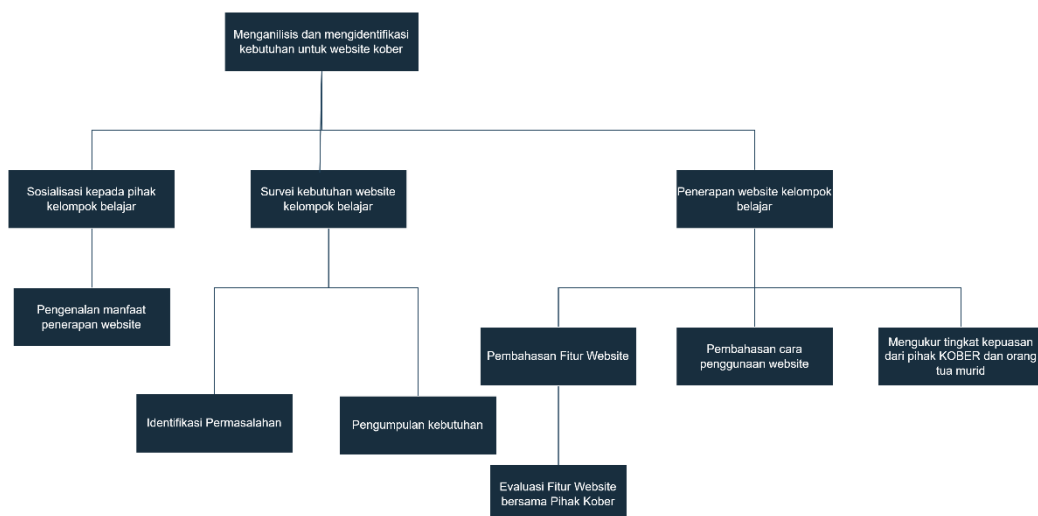 Menganilisis dan mengidentifikasi
kebutuhan untuk website kober
Sosialisasi kepada pihak
kelompok belajar
Survei kebutuhan website
kelompok belajar
Penerapan website kelompok
belajar
Pengenalan manfaat
penerapan website
Pembahasan Fitur Website
Pembahasan cara
penggunaan website
Mengukur tingkat kepuasan
dari pihak KOBER dan orang
tua murid
Identifikasi Permasalahan
Pengumpulan kebutuhan
Evaluasi Fitur Website
bersama Pihak Kober